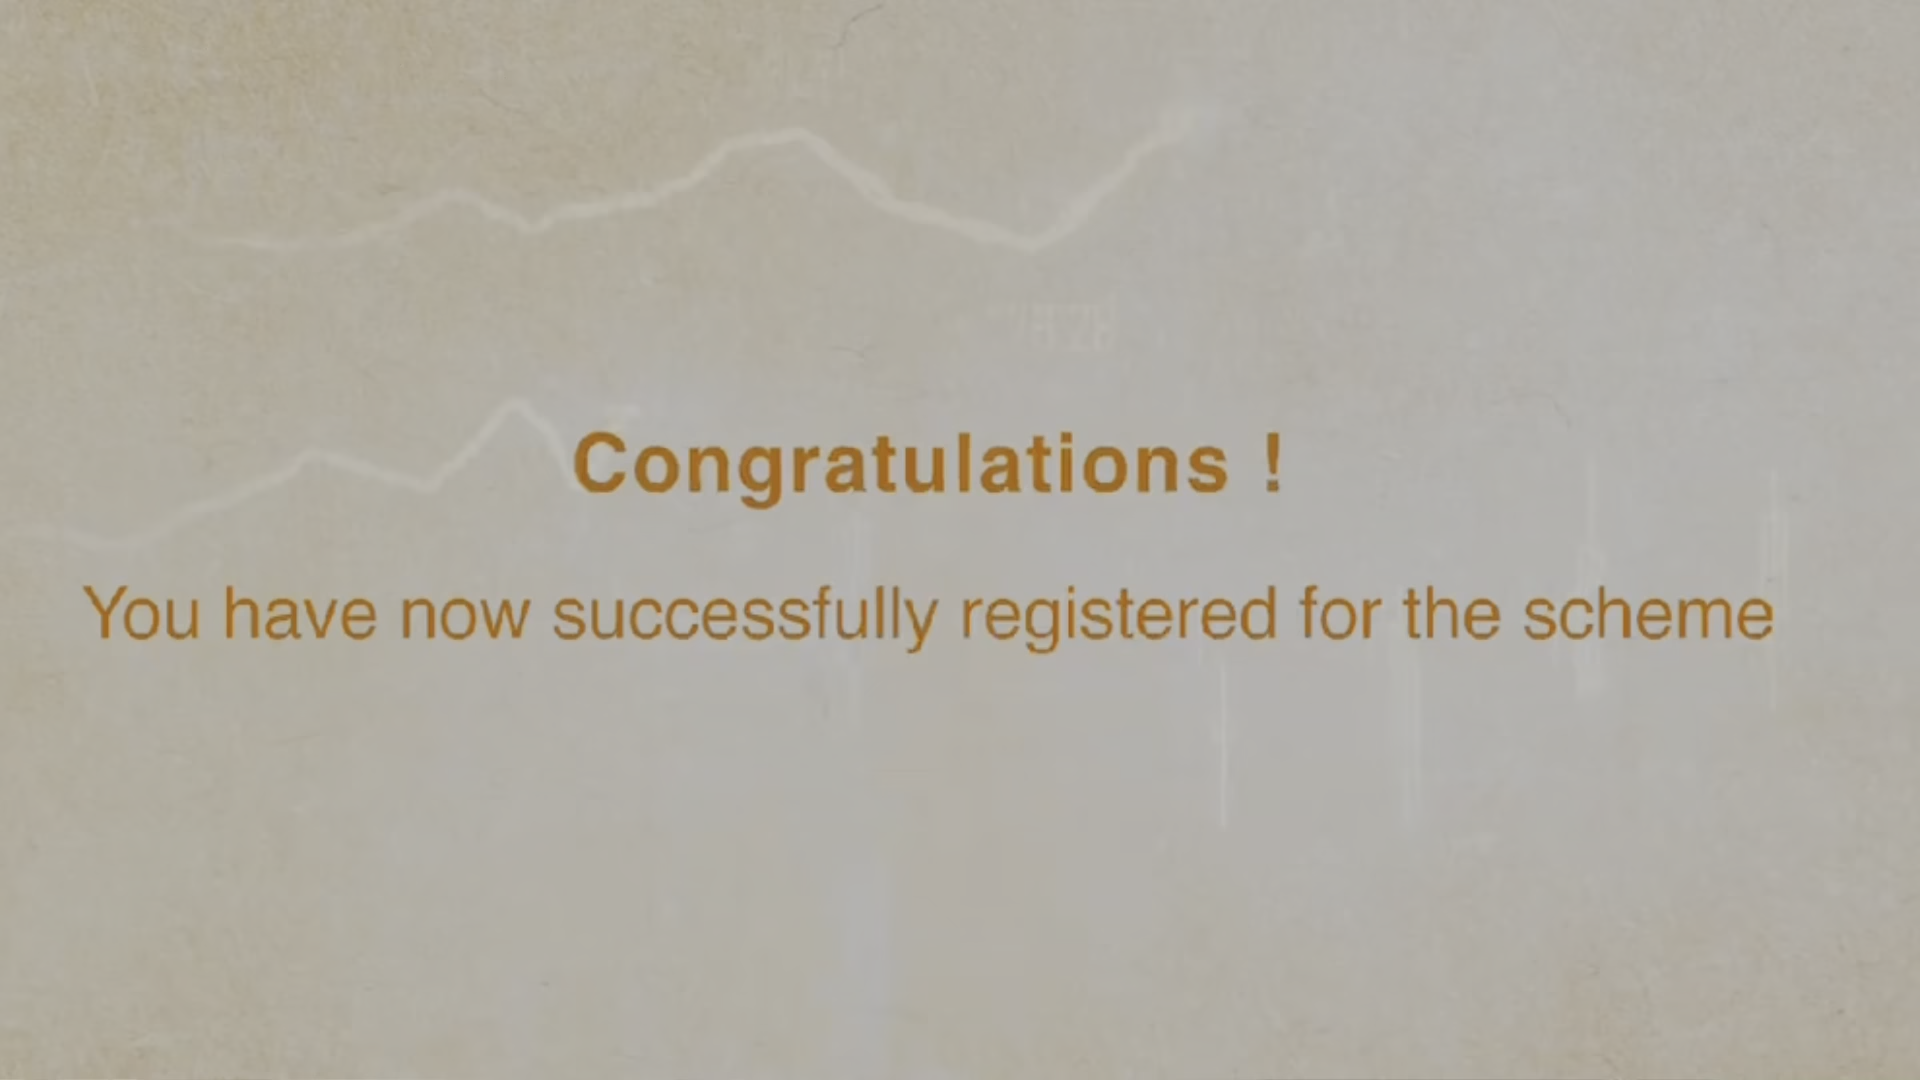 Congratulations !
You have now successfully registered for the scheme